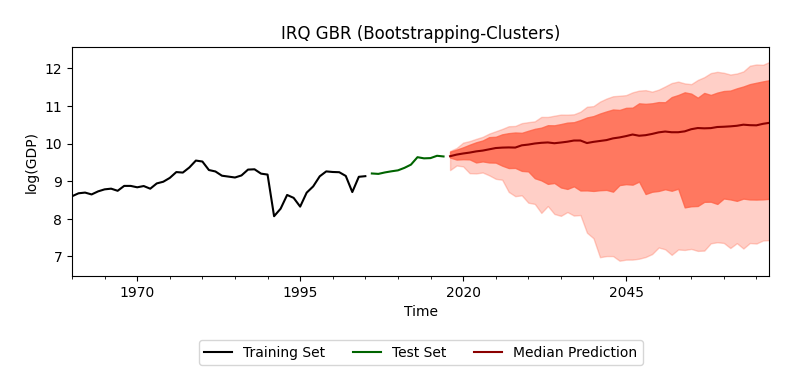 IRQ GBR (Bootstrapping-Clusters)
12
11
10
9
8
7
log(GDP)
1970 1995 2020 2045
Time
Training Set Test Set Median Prediction